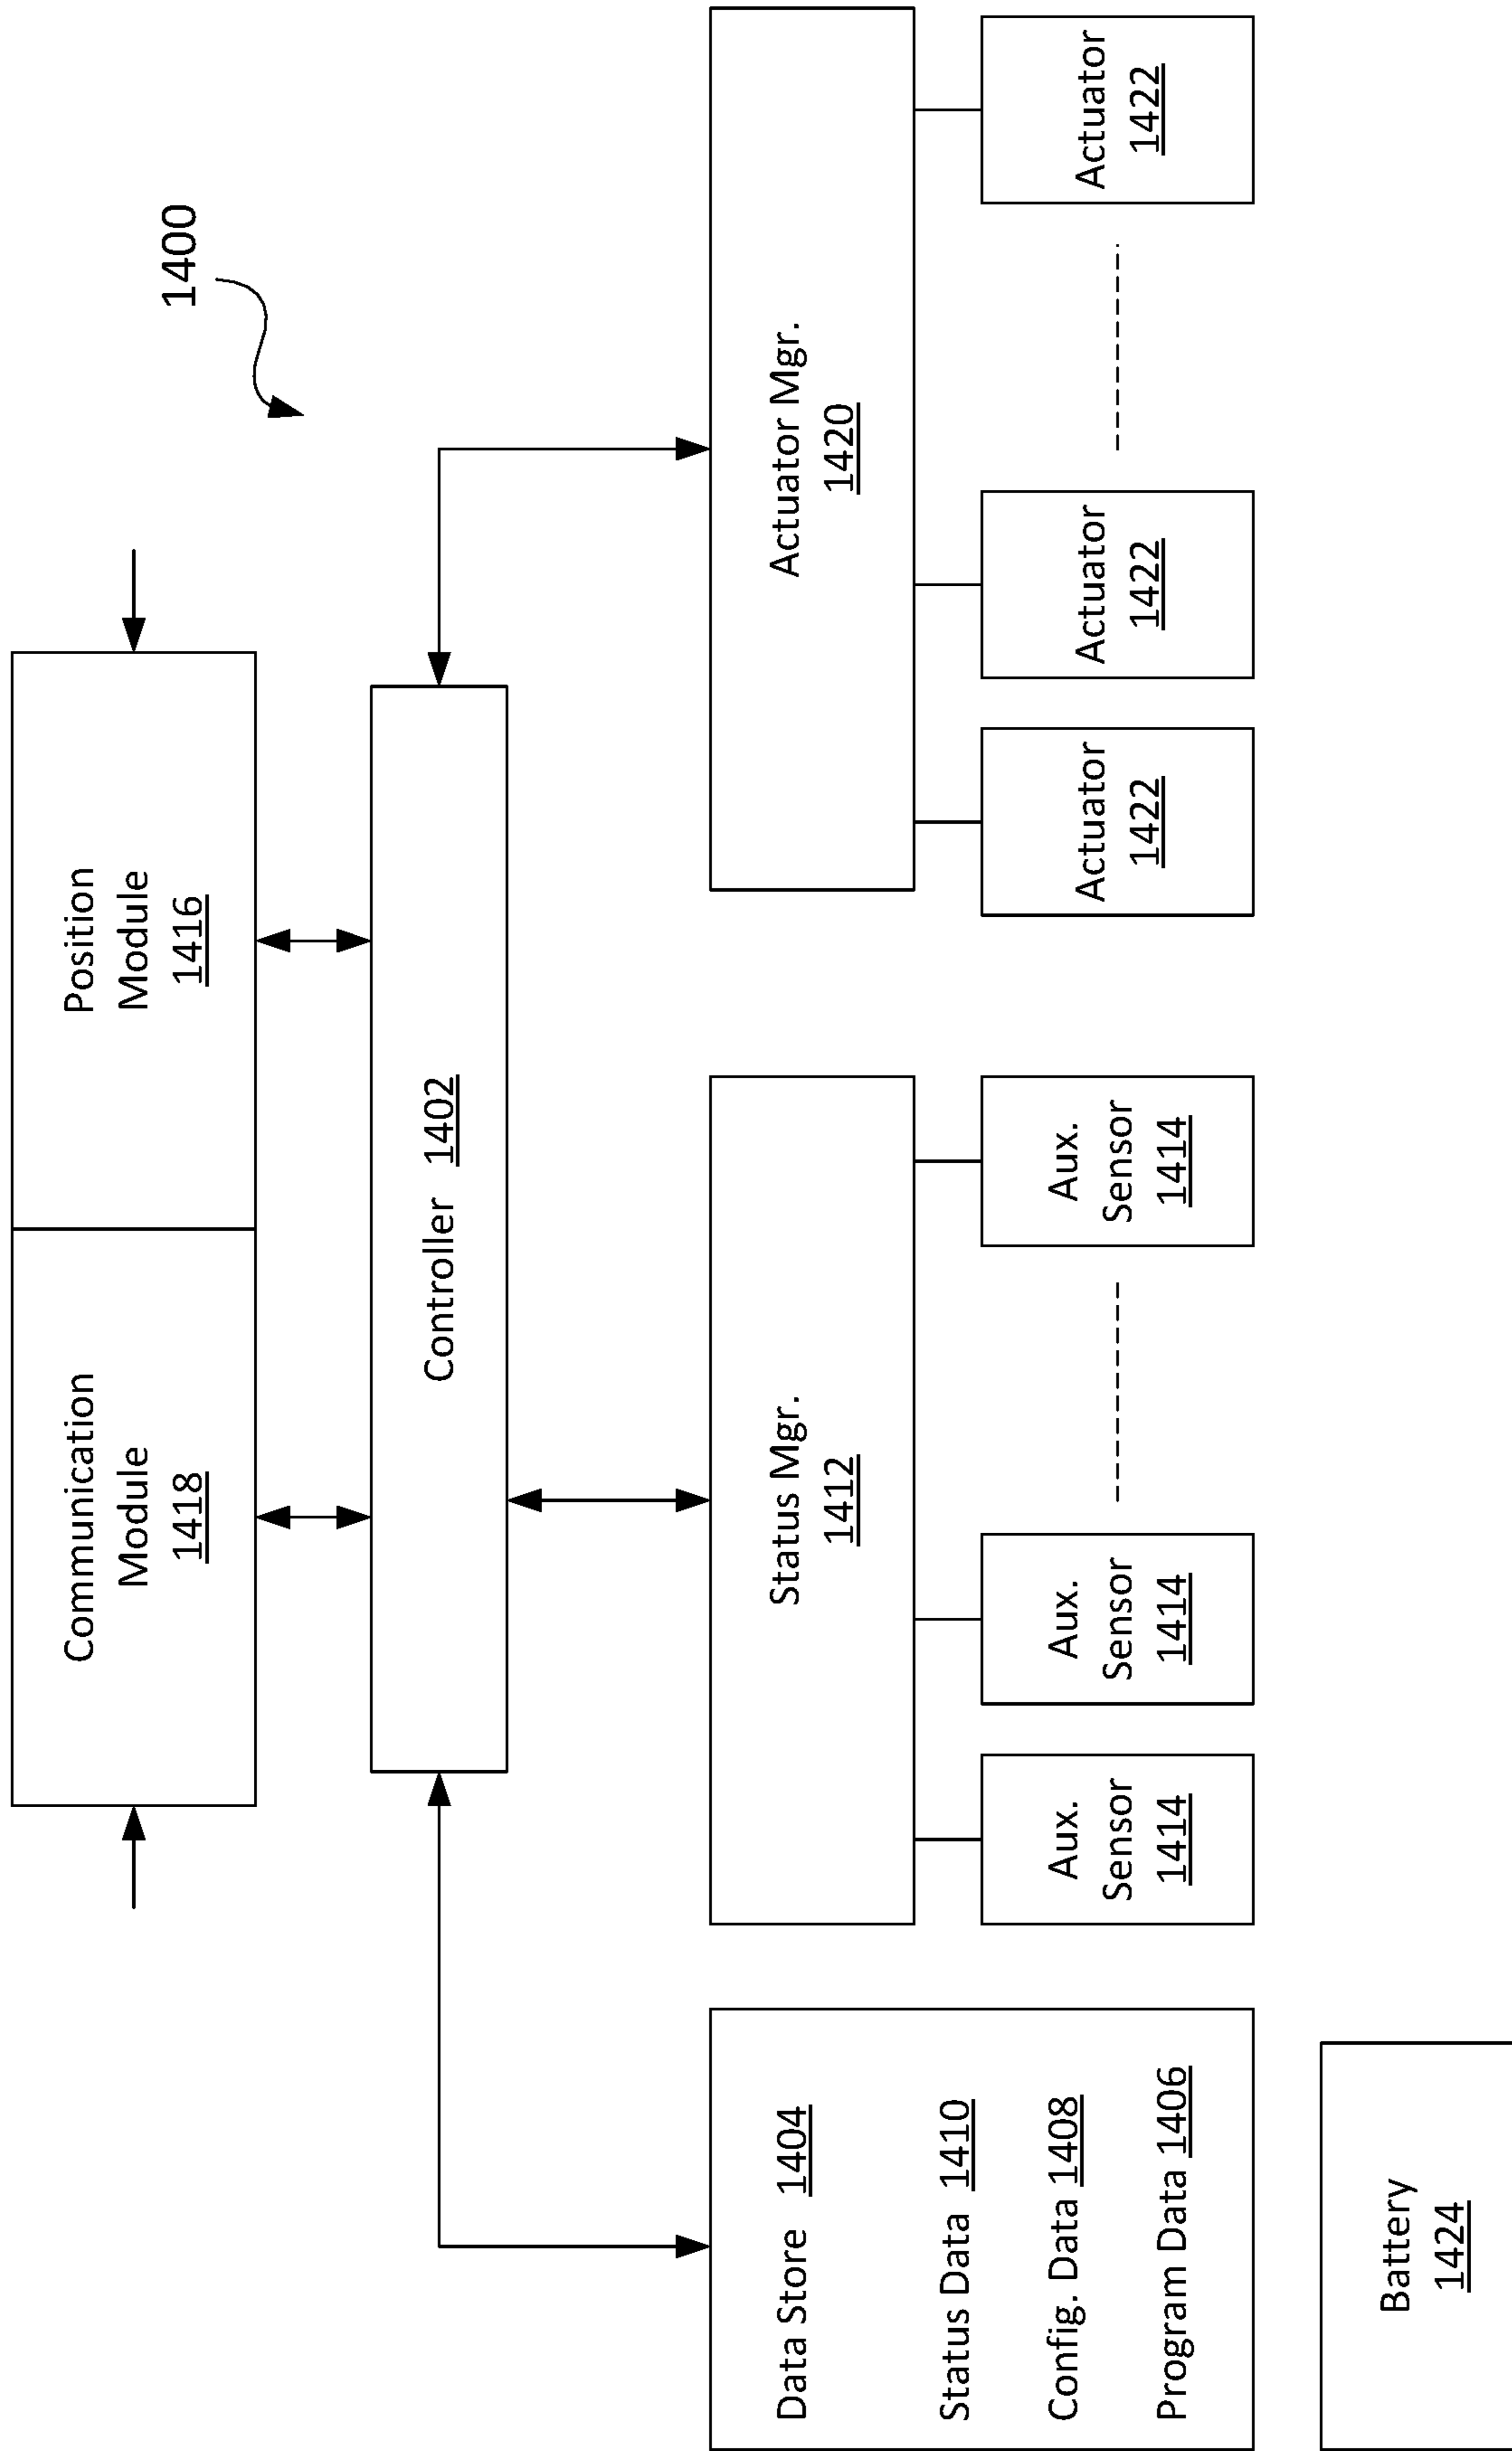 1400
Communication
Module
1418
Position
Module
1416
Controller 1402
Data Store 1404
Status Data 1410
Config. Data 1408
Program Data 1406
Status Mgr.
1412
Aux.
Sensor
1414
Aux.
Sensor
1414
Aux.
Sensor
1414
Actuator Mgr.
1420
Actuator
1422
Actuator
1422
Actuator
1422
Battery
1424